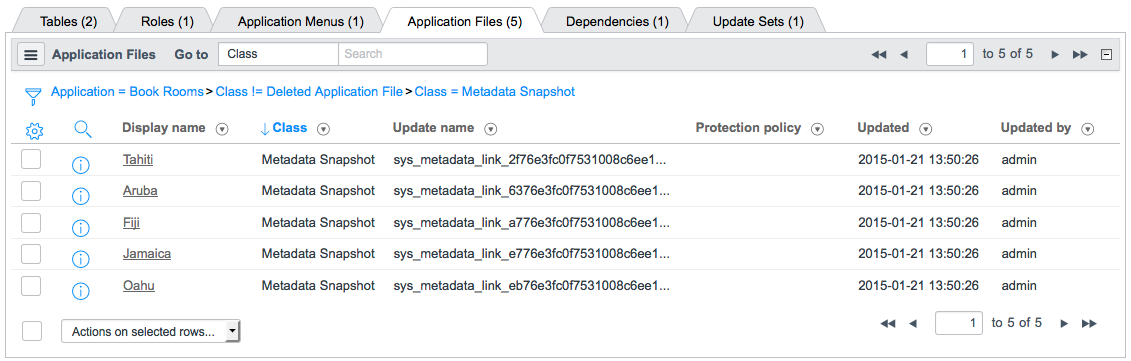 Tables (2) Roles (1) Application Menus (1) Application Files (5) Dependencies (1) Update Sets (1)
Application Files Go to Class Search 1 to 5 of 5
Application = Book Rooms > Class != Deleted Application File > Class = Metadata Snapshot
Display name Class Update name Protection policy Updated Updated by
Tahiti Metadata Snapshot sys_metadata_link_2f76e3fc0f7531008c6ee1... 2015-01-21 13:50:26 admin
Aruba Metadata Snapshot sys_metadata_link_6376e3fc0f7531008c6ee1... 2015-01-21 13:50:26 admin
Fiji Metadata Snapshot sys_metadata_link_a776e3fc0f7531008c6ee1... 2015-01-21 13:50:26 admin
Jamaica Metadata Snapshot sys_metadata_link_e776e3fc0f7531008c6ee1... 2015-01-21 13:50:26 admin
Oahu Metadata Snapshot sys_metadata_link_eb76e3fc0f7531008c6ee1... 2015-01-21 13:50:26 admin
Actions on selected rows... 1 to 5 of 5